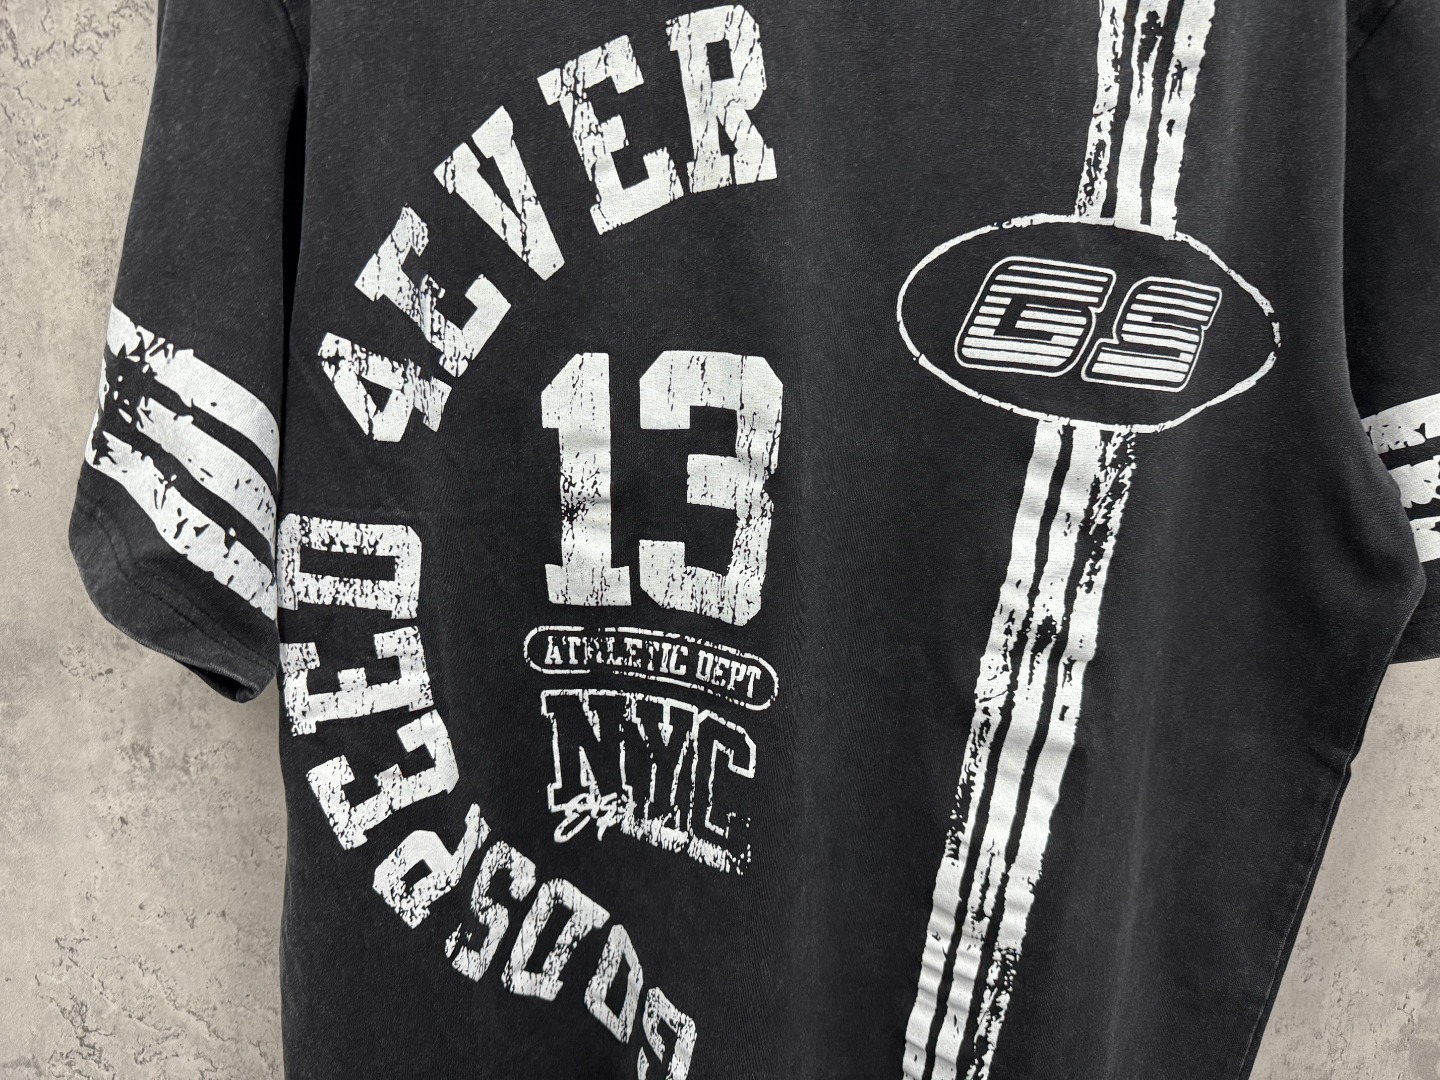 GODSPEED 4EVER
GS
13
ATHLETIC DEPT
NYC